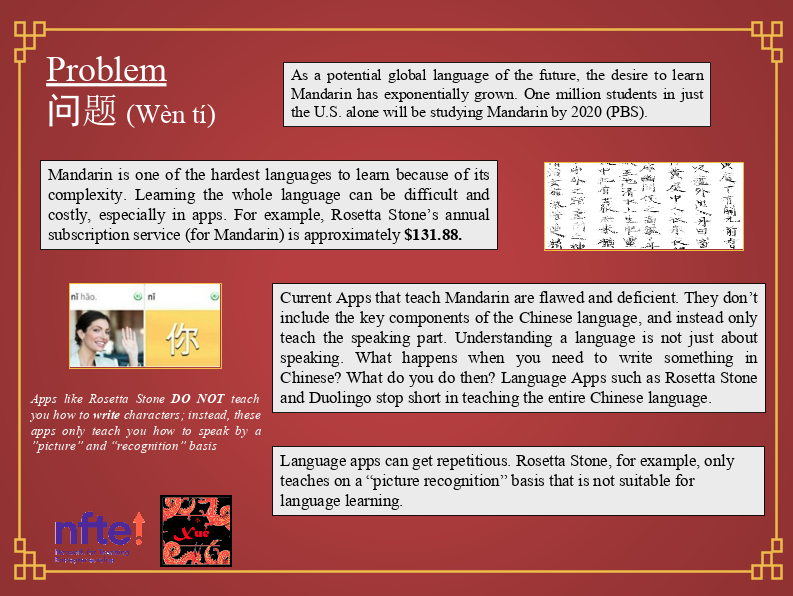 Problem
问题 (Wèn tí)
As a potential global language of the future, the desire to learn
Mandarin has exponentially grown. One million students in just
the U.S. alone will be studying Mandarin by 2020 (PBS).
Mandarin is one of the hardest languages to learn because of its
complexity. Learning the whole language can be difficult and
costly, especially in apps. For example, Rosetta Stone’s annual
subscription service (for Mandarin) is approximately $131.88.
nǐ hǎo.
nǐ
你
Current Apps that teach Mandarin are flawed and deficient. They don’t
include the key components of the Chinese language, and instead only
teach the speaking part. Understanding a language is not just about
speaking. What happens when you need to write something in
Chinese? What do you do then? Language Apps such as Rosetta Stone
and Duolingo stop short in teaching the entire Chinese language.
Apps like Rosetta Stone DO NOT teach
you how to write characters; instead, these
apps only teach you how to speak by a
"picture" and “recognition” basis
Language apps can get repetitious. Rosetta Stone, for example, only
teaches on a “picture recognition” basis that is not suitable for
language learning.
nfte!
Xue